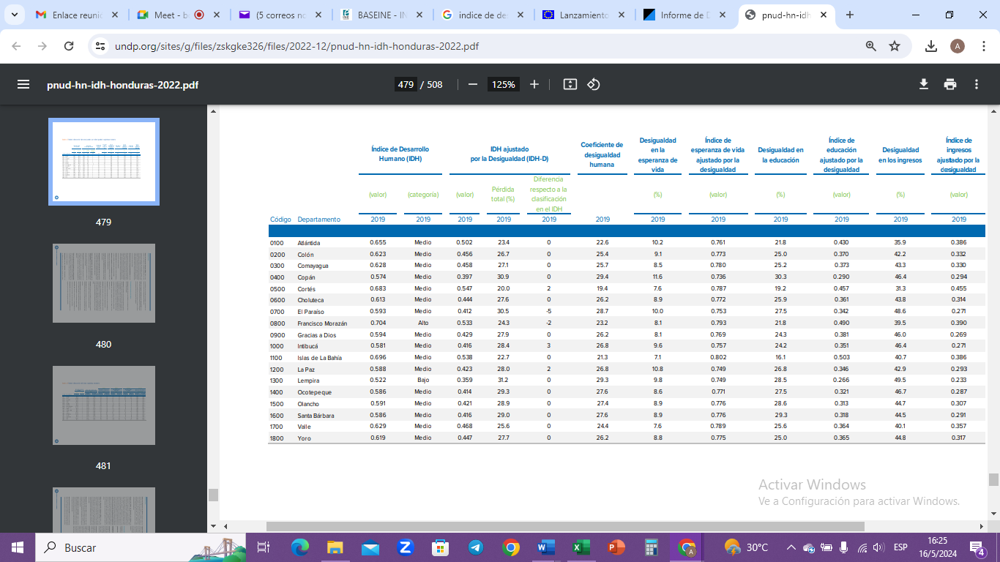 Enlace reuni
Meet - b
(5 correos no
BASEINE - IN
indice de de
Lanzamiento
Informe de D
pnud-hn-idh
undp.org/sites/g/files/zskgke326/files/2022-12/pnud-hn-idh-honduras-2022.pdf
A
pnud-hn-idh-honduras-2022.pdf
479 / 508
125%
479
480
481
Índice de Desarrollo Humano (IDH)
IDH ajustado por la Desigualdad (IDH-D)
Coeficiente de desigualdad humana
Desigualdad en la esperanza de vida
Índice de esperanza de vida ajustado por la desigualdad
Desigualdad en la educación
Índice de educación ajustado por la desigualdad
Desigualdad en los ingresos
Índice de ingresos ajustado por la desigualdad
(valor) (categoría) (valor) Pérdida total (%) Diferencia respecto a la clasificación en el IDH (%) (valor) (%) (valor) (%) (valor)
Código Departamento 2019 2019 2019 2019 2019 2019 2019 2019 2019 2019 2019 2019
0100 Atlántida 0.655 Medio 0.502 23.4 0 22.6 10.2 0.761 21.8 0.430 35.9 0.386
0200 Colón 0.623 Medio 0.456 26.7 0 25.4 9.1 0.773 25.0 0.370 42.2 0.332
0300 Comayagua 0.628 Medio 0.458 27.1 0 25.7 8.5 0.780 25.2 0.373 43.3 0.330
0400 Copán 0.574 Medio 0.397 30.9 0 29.4 11.6 0.736 30.3 0.290 46.4 0.294
0500 Cortés 0.683 Medio 0.547 20.0 2 19.4 7.6 0.787 19.2 0.457 31.3 0.455
0600 Choluteca 0.613 Medio 0.444 27.6 0 26.2 8.9 0.772 25.9 0.361 43.8 0.314
0700 El Paraíso 0.593 Medio 0.412 30.5 -5 28.7 10.0 0.753 27.5 0.342 48.6 0.271
0800 Francisco Morazán 0.704 Alto 0.533 24.3 -2 23.2 8.1 0.793 21.8 0.490 39.5 0.390
0900 Gracias a Dios 0.594 Medio 0.429 27.9 0 26.2 8.1 0.769 24.3 0.381 46.0 0.269
1000 Intibucá 0.581 Medio 0.416 28.4 3 26.8 9.6 0.757 24.2 0.351 46.4 0.271
1100 Islas de La Bahía 0.696 Medio 0.538 22.7 0 21.3 7.1 0.802 16.1 0.503 40.7 0.386
1200 La Paz 0.588 Medio 0.423 28.0 2 26.8 10.8 0.749 26.8 0.346 42.9 0.293
1300 Lempira 0.522 Bajo 0.359 31.2 0 29.3 9.8 0.749 28.5 0.266 49.5 0.233
1400 Ocotepeque 0.586 Medio 0.414 29.3 0 27.6 8.6 0.771 27.5 0.321 46.7 0.287
1500 Olancho 0.591 Medio 0.421 28.9 0 27.4 8.9 0.776 28.6 0.313 44.7 0.307
1600 Santa Bárbara 0.586 Medio 0.416 29.0 0 27.6 8.9 0.776 29.3 0.318 44.5 0.291
1700 Valle 0.629 Medio 0.468 25.6 0 24.4 7.6 0.789 25.6 0.364 40.1 0.357
1800 Yoro 0.619 Medio 0.447 27.7 0 26.2 8.8 0.775 25.0 0.365 44.8 0.317
Activar Windows
Ve a Configuración para activar Windows.
Buscar
30°C
ESP
16:25
16/5/2024
4